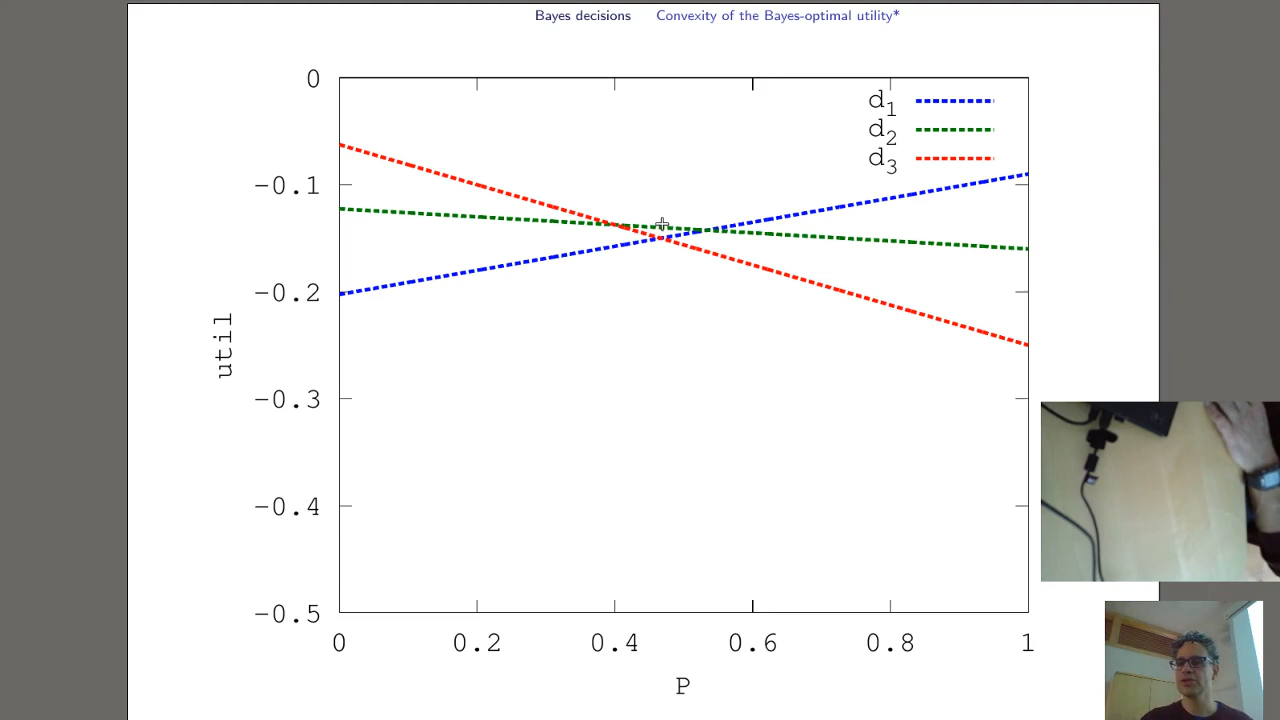 Bayes decisions Convexity of the Bayes-optimal utility*
0
d1
d2
d3
-0.1
-0.2
util
-0.3
-0.4
-0.5
0 0.2 0.4 0.6 0.8 1
P